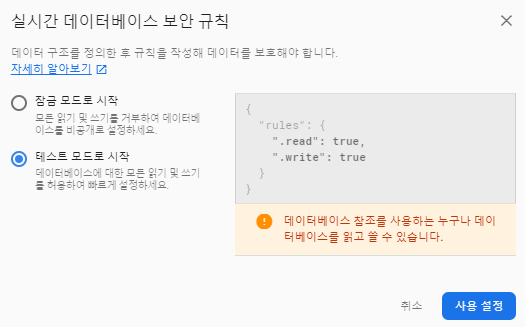 실시간 데이터베이스 보안 규칙
데이터 구조를 정의한 후 규칙을 작성해 데이터를 보호해야 합니다.
자세히 알아보기
잠금 모드로 시작
모든 읽기 및 쓰기를 거부하여 데이터베
이스를 비공개로 설정하세요.
테스트 모드로 시작
데이터베이스에 대한 모든 읽기 및 쓰기
를 허용하여 빠르게 설정하세요.
{
"rules": {
".read": true,
".write": true
}
}
데이터베이스 참조를 사용하는 누구나 데이
터베이스를 읽고 쓸 수 있습니다.
취소
사용 설정